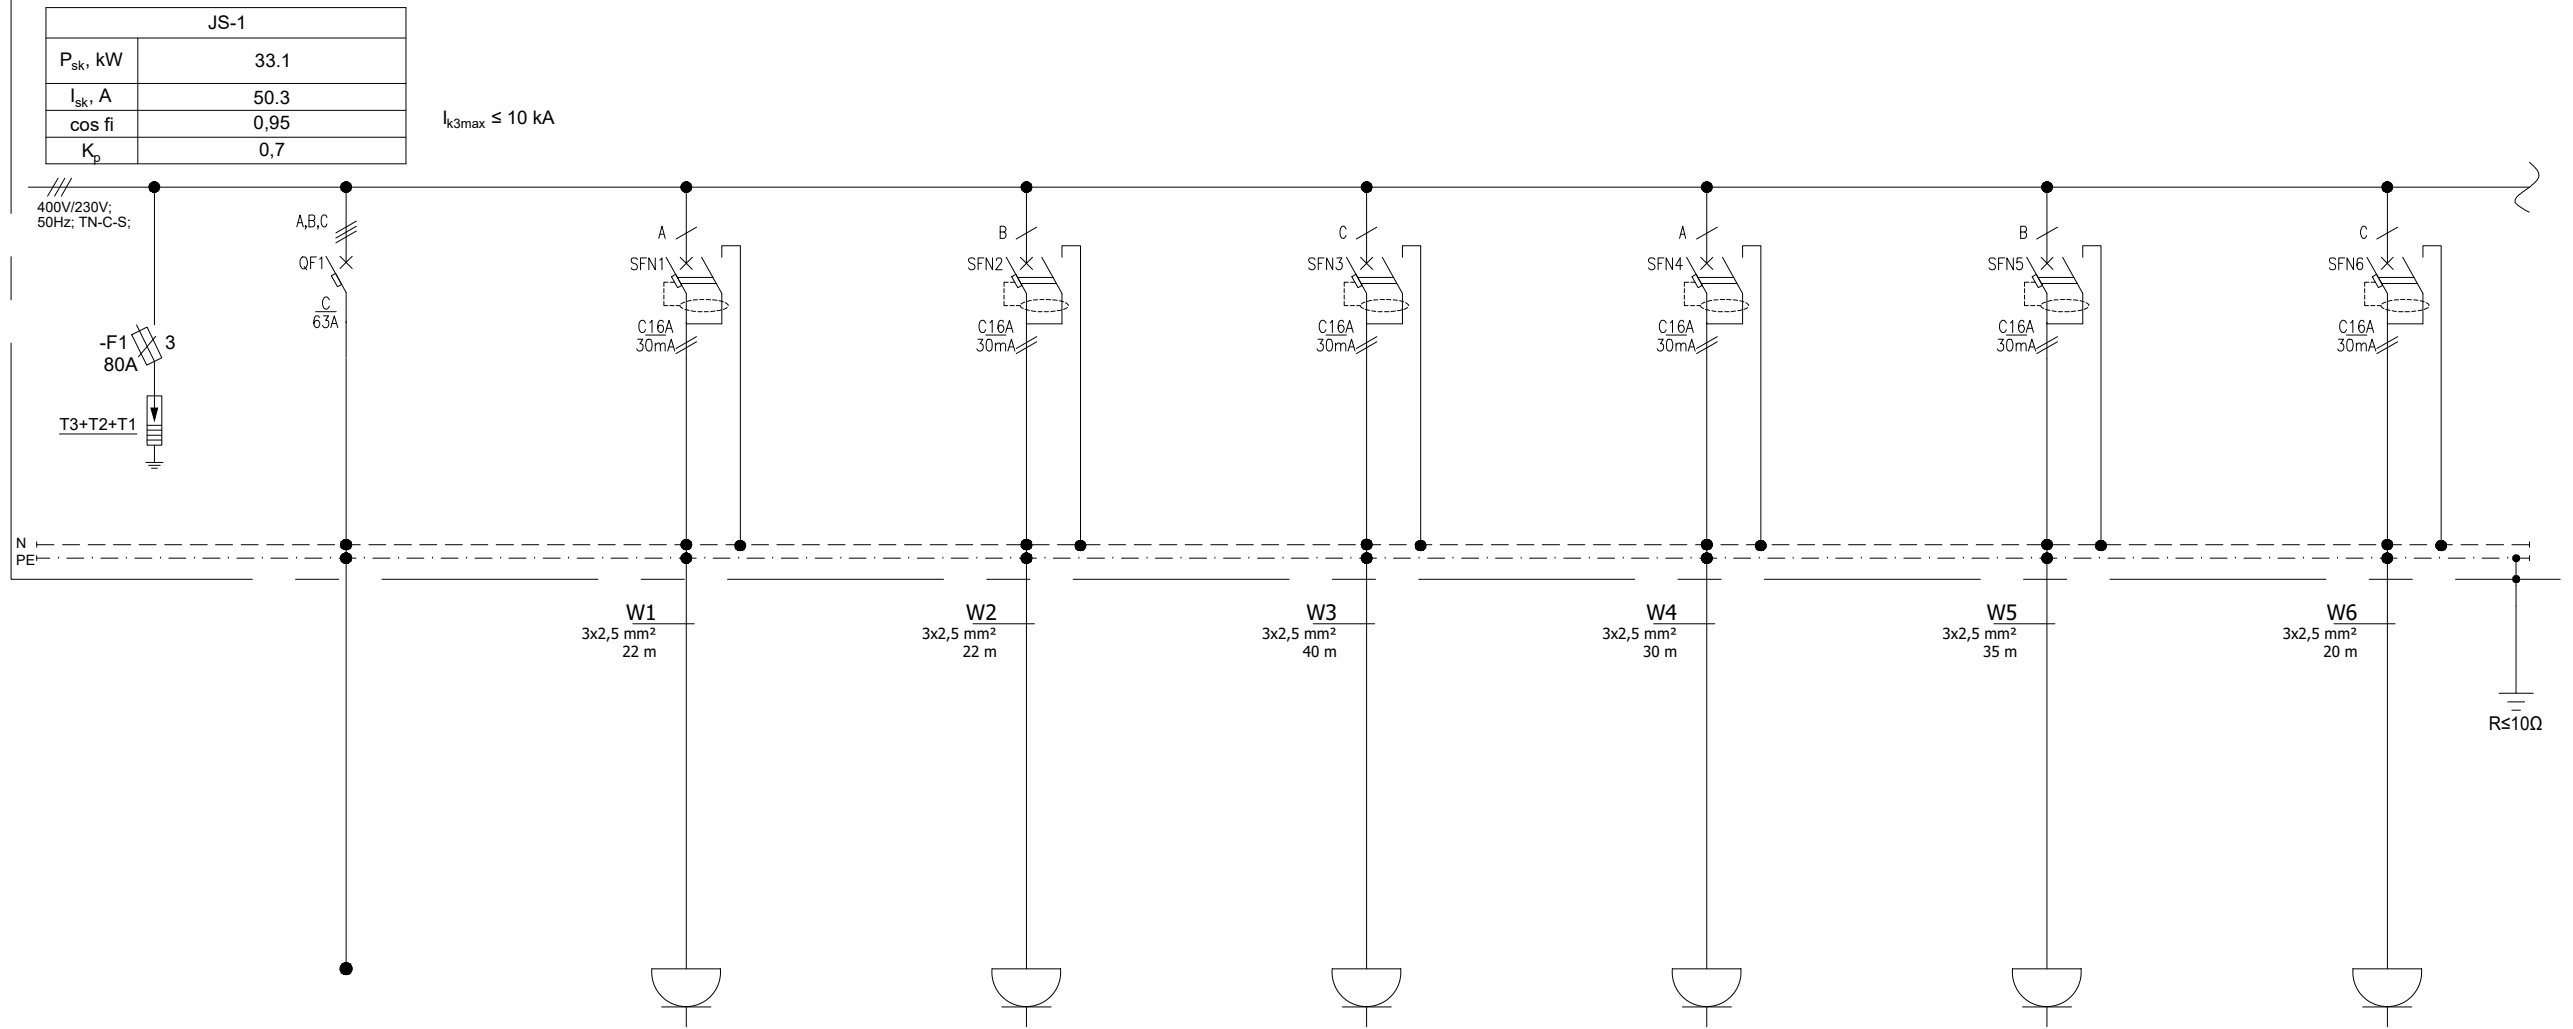 JS-1
Psk, kW 33.1
Isk, A 50.3
cos fi 0,95
Kp 0,7
Ik3max ≤ 10 kA
400V/230V;
50Hz; TN-C-S;
A,B,C
QF1
C
63A
-F1 3
80A
T3+T2+T1
A
SFN1
C16A
30mA
B
SFN2
C16A
30mA
C
SFN3
C16A
30mA
A
SFN4
C16A
30mA
B
SFN5
C16A
30mA
C
SFN6
C16A
30mA
N
PE
W1
3x2,5 mm²
22 m
W2
3x2,5 mm²
22 m
W3
3x2,5 mm²
40 m
W4
3x2,5 mm²
30 m
W5
3x2,5 mm²
35 m
W6
3x2,5 mm²
20 m
R≤10Ω